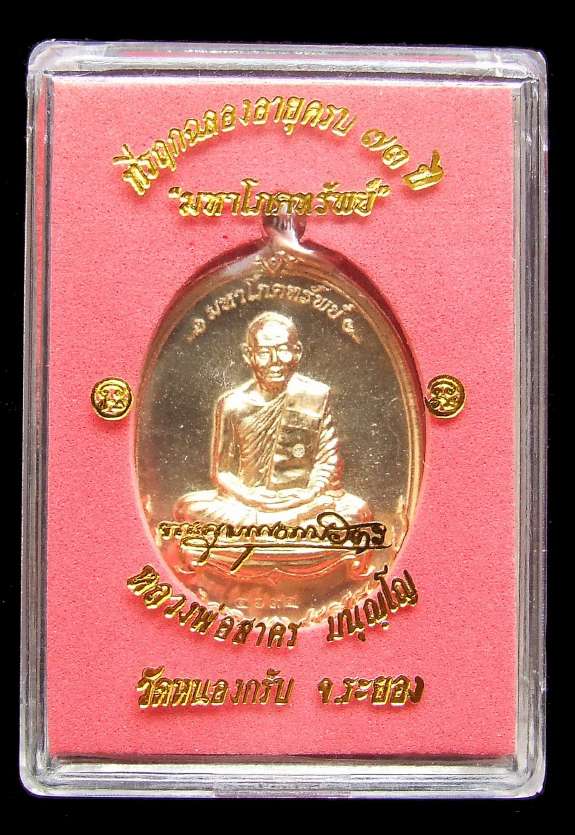 ที่ระฤกฉลองอายุครบ ๗๓ ปี
"มหาโภคทรัพย์"
มหาโภคทรัพย์
หลวงพ่อสาคร มนุญฺโญ
วัดหนองกรับ จ.ระยอง